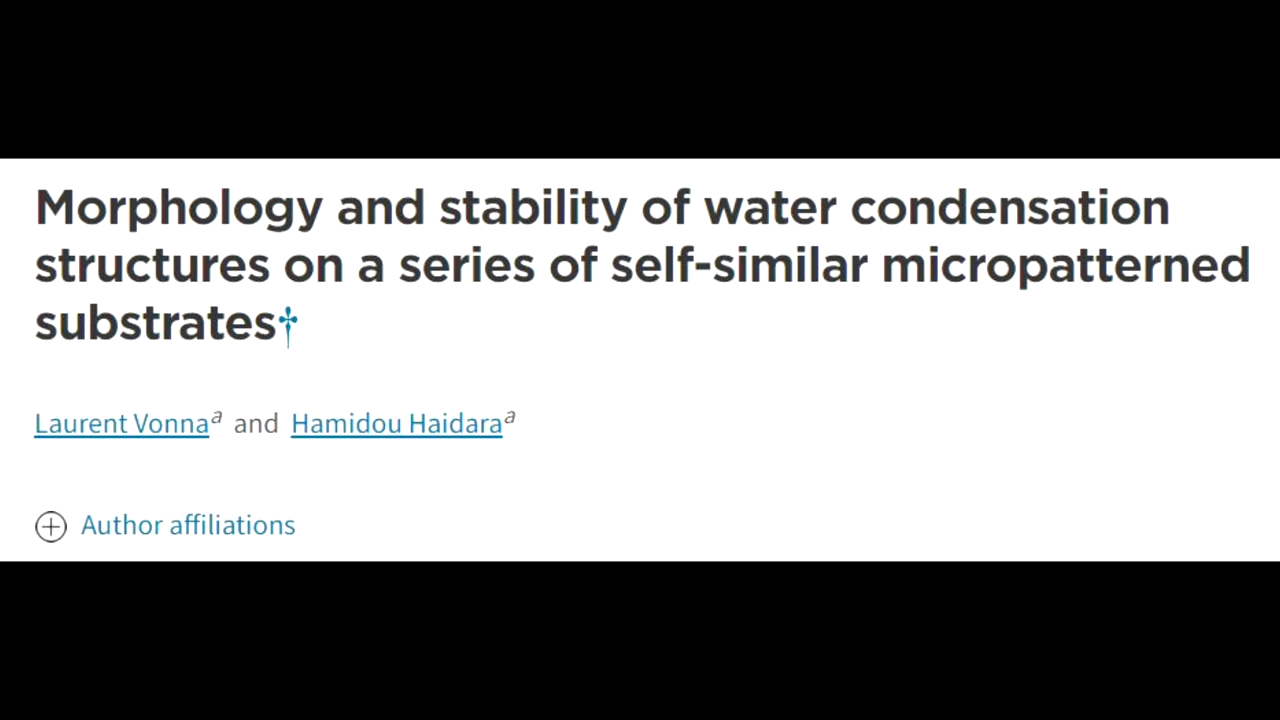 Morphology and stability of water condensation
structures on a series of self-similar micropatterned
substrates†
Laurent Vonnaa and Hamidou Haidaraa
Author affiliations